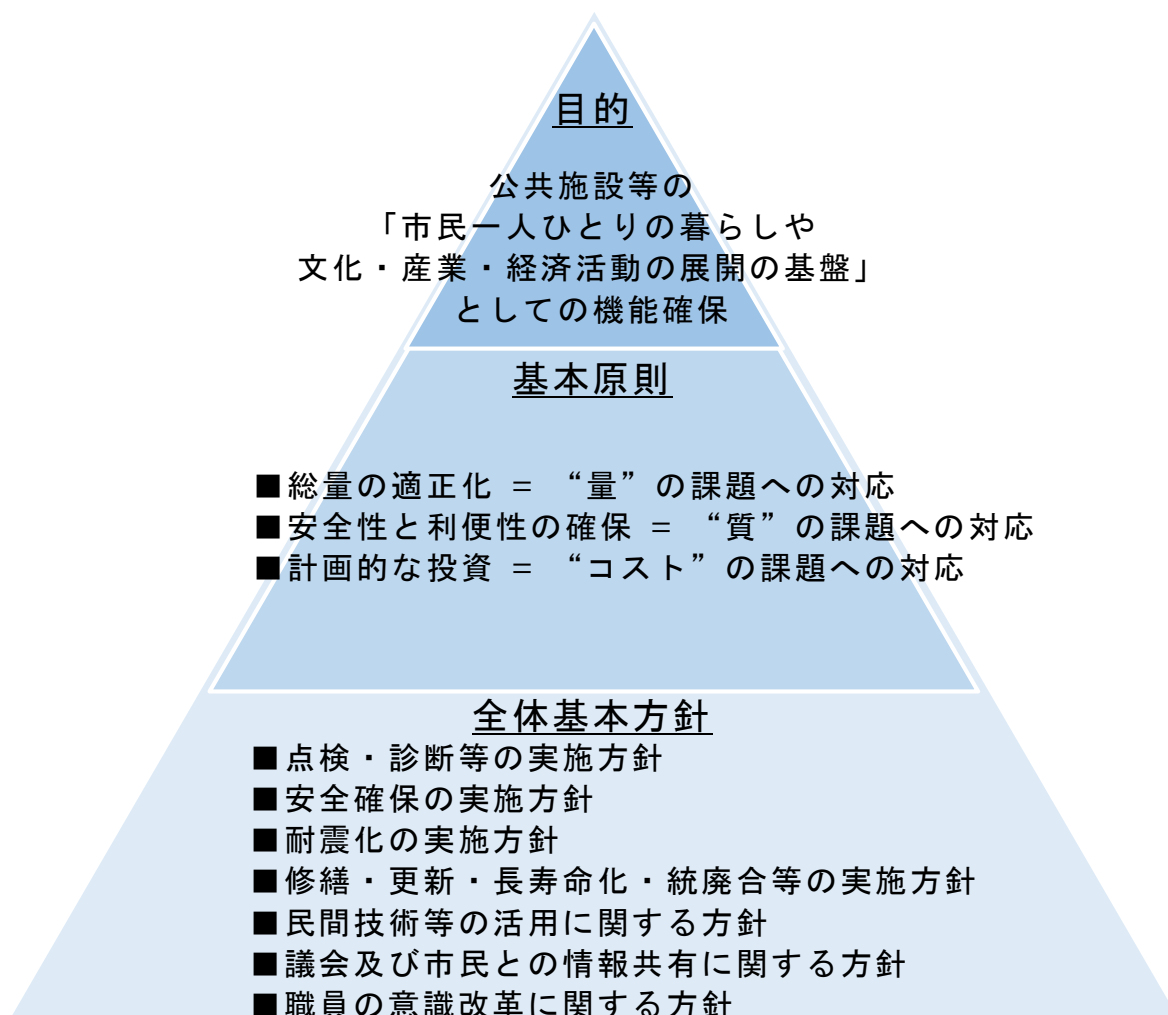 目的
公共施設等の
「市民一人ひとりの暮らしや
文化・産業・経済活動の展開の基盤」
としての機能確保
基本原則
■総量の適正化 = “量”の課題への対応
■安全性と利便性の確保 = “質”の課題への対応
■計画的な投資 = “コスト”の課題への対応
全体基本方針
■点検・診断等の実施方針
■安全確保の実施方針
■耐震化の実施方針
■修繕・更新・長寿命化・統廃合等の実施方針
■民間技術等の活用に関する方針
■議会及び市民との情報共有に関する方針
■職員の意識改革に関する方針